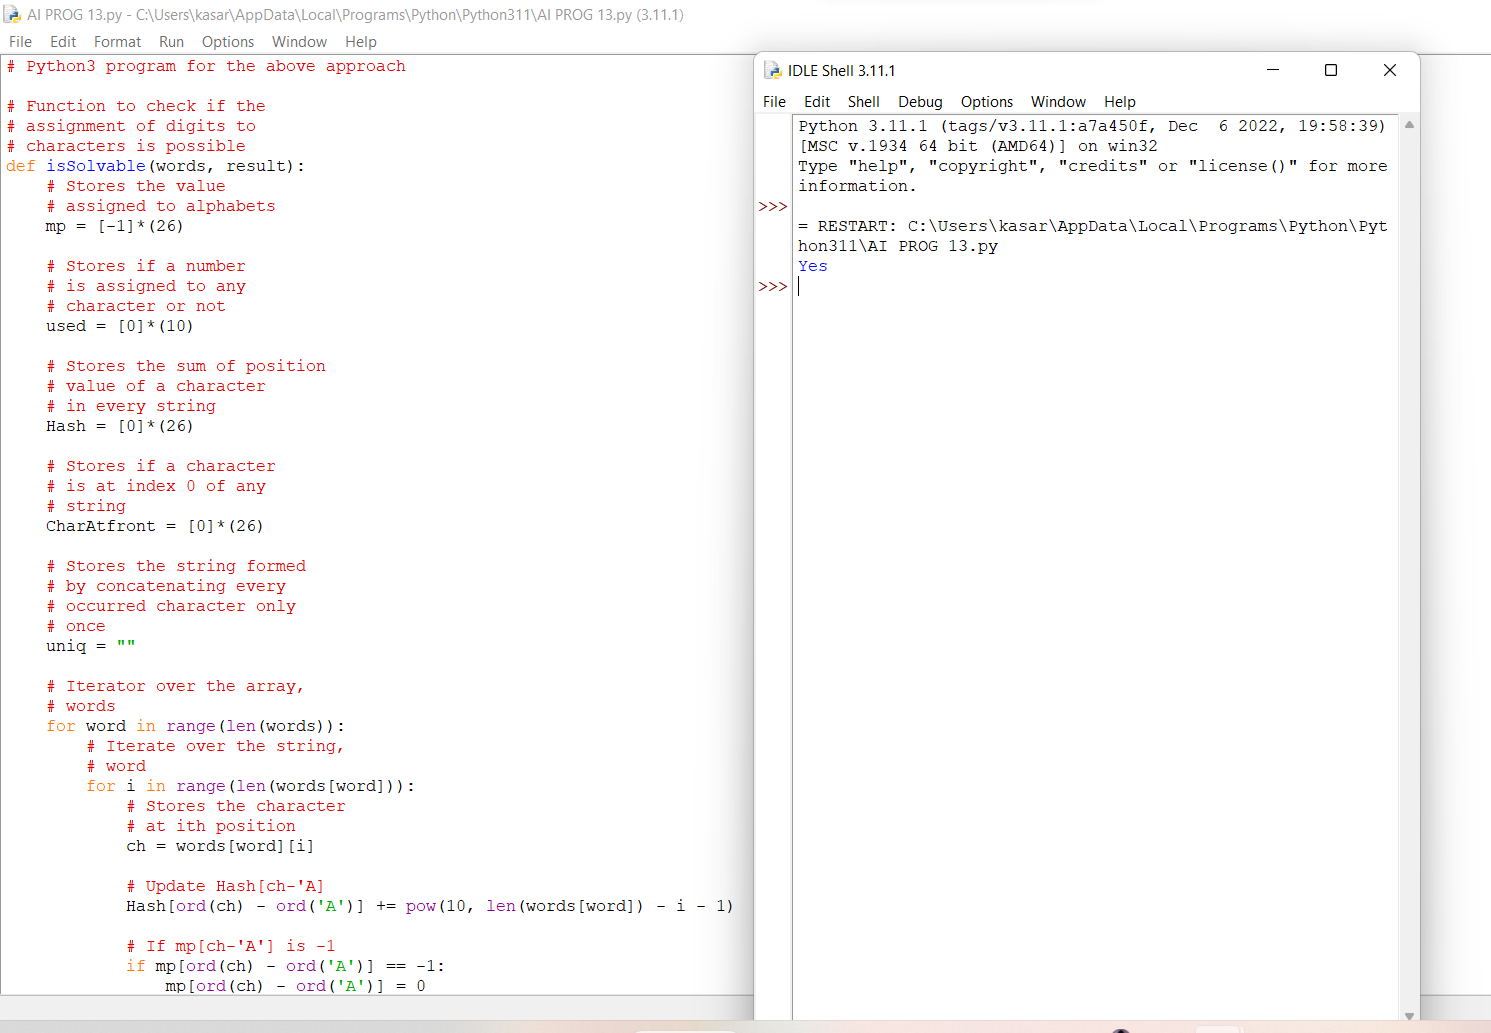 AI PROG 13.py - C:\Users\kasar\AppData\Local\Programs\Python\Python311\AI PROG 13.py (3.11.1)
File Edit Format Run Options Window Help
# Python3 program for the above approach
# Function to check if the
# assignment of digits to
# characters is possible
def isSolvable(words, result):
    # Stores the value
    # assigned to alphabets
    mp = [-1]*(26)
    # Stores if a number
    # is assigned to any
    # character or not
    used = [0]*(10)
    # Stores the sum of position
    # value of a character
    # in every string
    Hash = [0]*(26)
    # Stores if a character
    # is at index 0 of any
    # string
    CharAtfront = [0]*(26)
    # Stores the string formed
    # by concatenating every
    # occurred character only
    # once
    uniq = ""
    # Iterator over the array,
    # words
    for word in range(len(words)):
        # Iterate over the string,
        # word
        for i in range(len(words[word])):
            # Stores the character
            # at ith position
            ch = words[word][i]
            # Update Hash[ch-'A]
            Hash[ord(ch) - ord('A')] += pow(10, len(words[word]) - i - 1)
            # If mp[ch-'A'] is -1
            if mp[ord(ch) - ord('A')] == -1:
                mp[ord(ch) - ord('A')] = 0
IDLE Shell 3.11.1
File Edit Shell Debug Options Window Help
Python 3.11.1 (tags/v3.11.1:a7a450f, Dec  6 2022, 19:58:39)
[MSC v.1934 64 bit (AMD64)] on win32
Type "help", "copyright", "credits" or "license()" for more
information.
>>>
= RESTART: C:\Users\kasar\AppData\Local\Programs\Python\Pyt
hon311\AI PROG 13.py
Yes
>>>